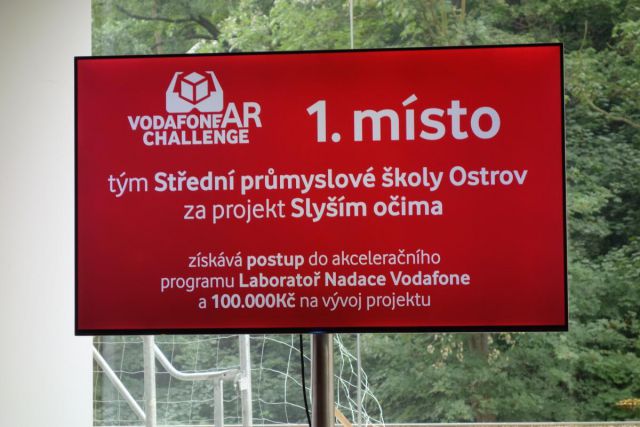 VODAFONE AR
CHALLENGE
1. místo
tým Střední průmyslové školy Ostrov
za projekt Slyším očima
získává postup do akceleračního
programu Laboratoř Nadace Vodafone
a 100.000Kč na vývoj projektu